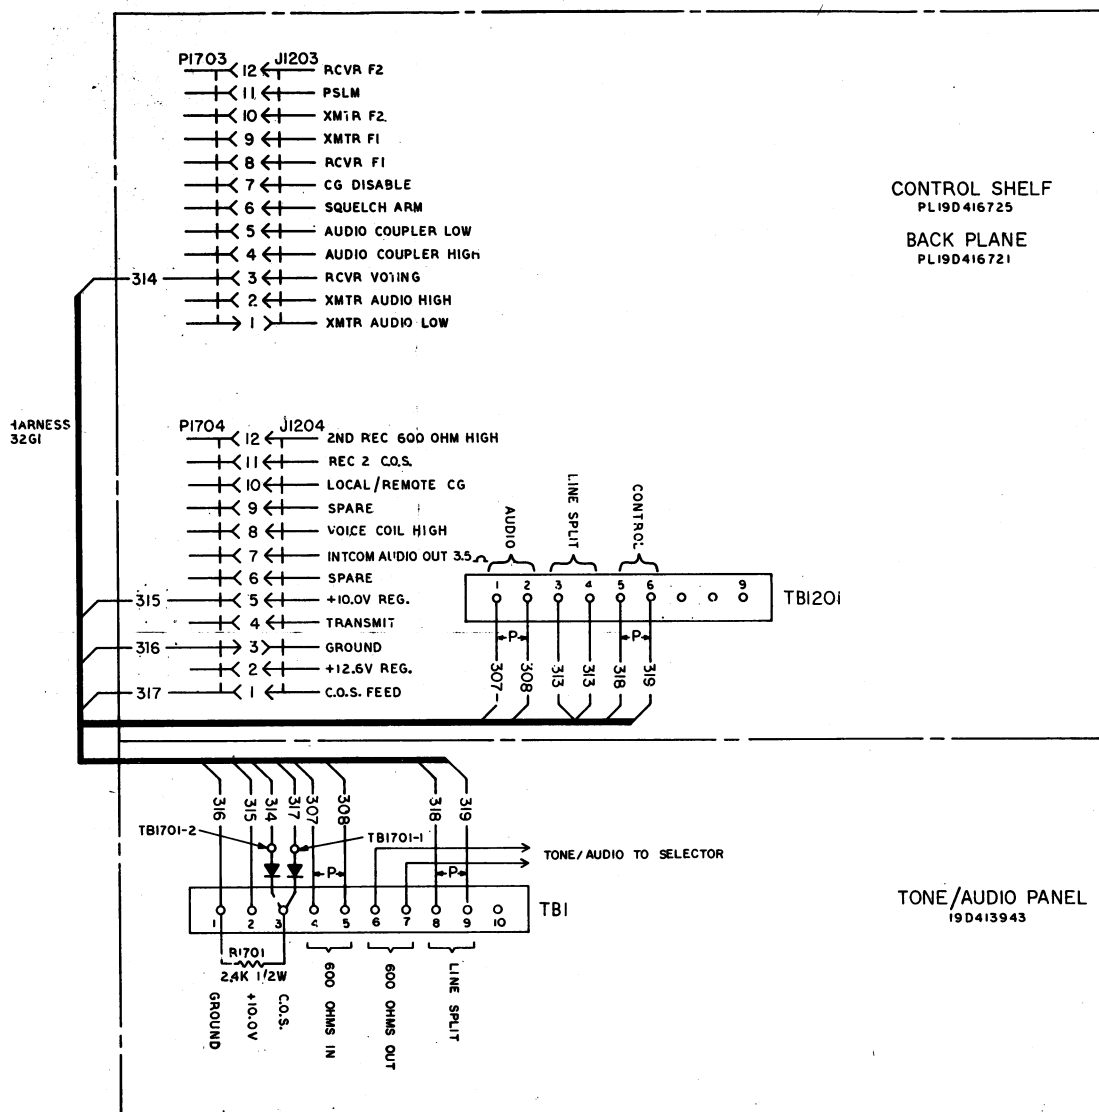 P1703 J1203
12 RCVR F2
11 PSLM
10 XMTR F2
9 XMTR F1
8 RCVR F1
7 CG DISABLE
6 SQUELCH ARM
5 AUDIO COUPLER LOW
4 AUDIO COUPLER HIGH
314 3 RCVR VOTING
2 XMTR AUDIO HIGH
1 XMTR AUDIO LOW
CONTROL SHELF
PL19D416725
BACK PLANE
PL19D416721
HARNESS
32G1
P1704 J1204
12 2ND REC 600 OHM HIGH
11 REC 2 C.O.S.
10 LOCAL/REMOTE CG
9 SPARE
8 VOICE COIL HIGH
7 INTCOM AUDIO OUT 3.5
6 SPARE
315 5 +10.0V REG.
4 TRANSMIT
316 3 GROUND
2 +12.6V REG.
317 1 C.O.S. FEED
AUDIO
LINE SPLIT
CONTROL
1 2 3 4 5 6 9
TB1201
P P
307 308 313 313 318 319
316 315 314 317 307 308 318 319
TB1701-2
TB1701-1
TONE/AUDIO TO SELECTOR
P P
1 2 3 4 5 6 7 8 9 10
TB1
TONE/AUDIO PANEL
19D413943
R1701
2.4K 1/2W
GROUND
+10.0V
C.O.S.
600 OHMS IN
600 OHMS OUT
LINE SPLIT